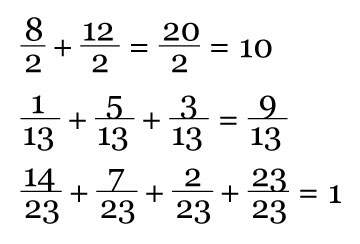 8/2 + 12/2 = 20/2 = 10
1/13 + 5/13 + 3/13 = 9/13
14/23 + 7/23 + 2/23 + 23/23 = 1